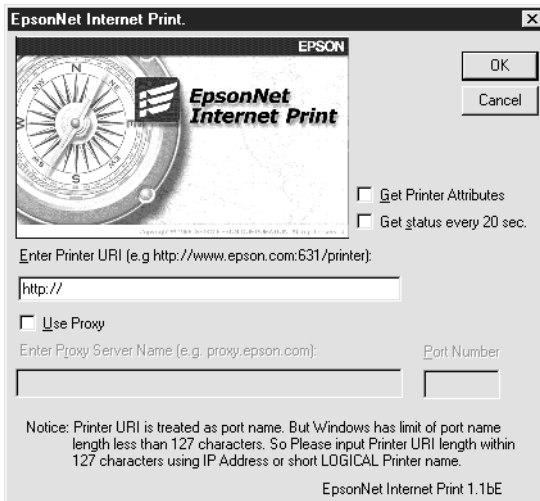 EpsonNet Internet Print.
EPSON
EpsonNet
Internet Print
N
E
S
W
OK
Cancel
Get Printer Attributes
Get status every 20 sec.
Enter Printer URI (e.g http://www.epson.com:631/printer):
http://
Use Proxy
Enter Proxy Server Name (e.g. proxy.epson.com):
Port Number
Notice: Printer URI is treated as port name. But Windows has limit of port name
length less than 127 characters. So Please input Printer URI length within
127 characters using IP Address or short LOGICAL Printer name.
EpsonNet Internet Print 1.1bE